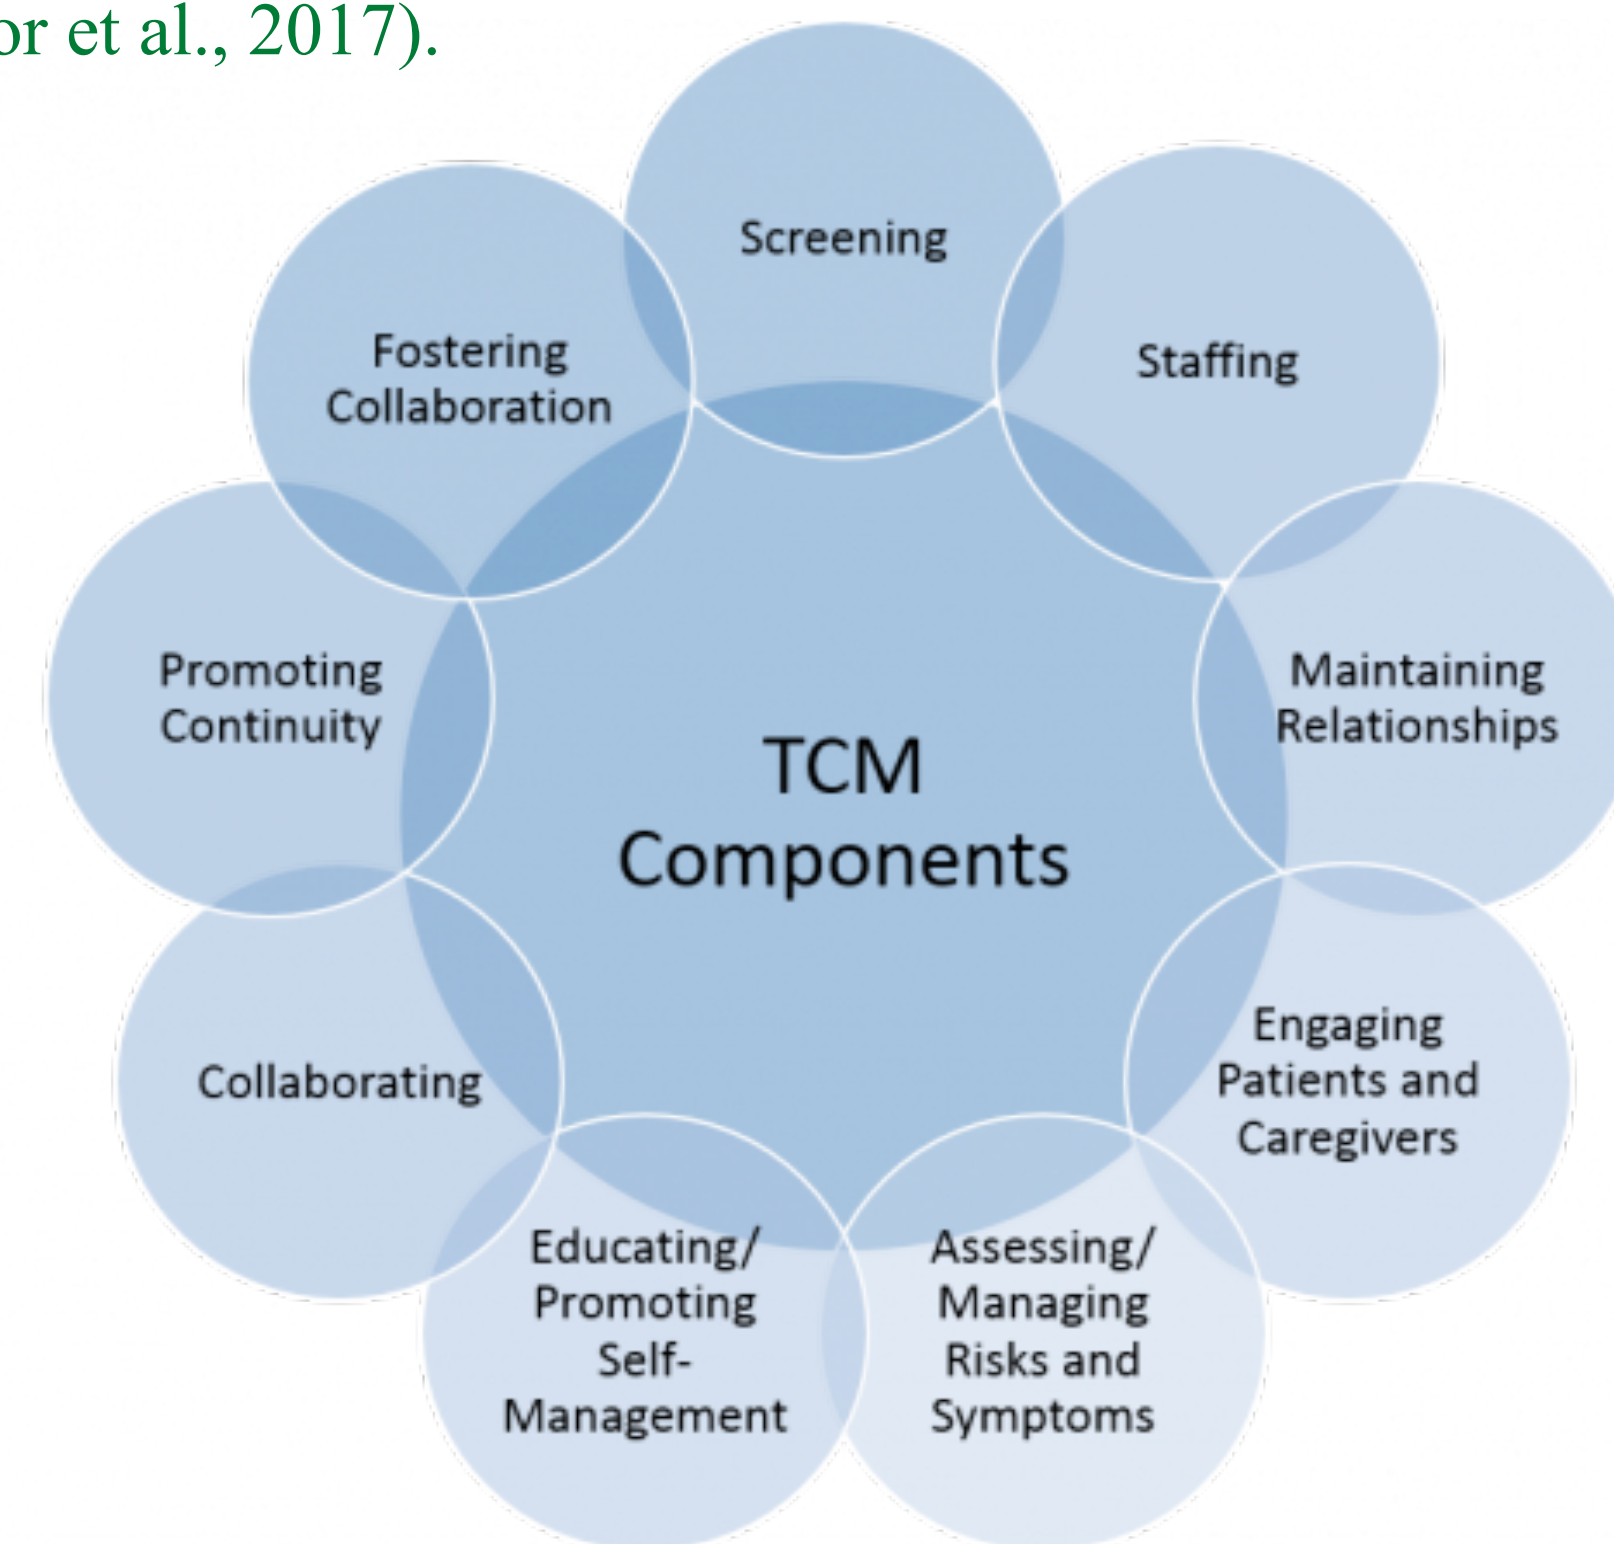 or et al., 2017).
Screening
Staffing
Maintaining
Relationships
Engaging
Patients and
Caregivers
Assessing/
Managing
Risks and
Symptoms
Educating/
Promoting
Self-
Management
Collaborating
Promoting
Continuity
Fostering
Collaboration
TCM
Components